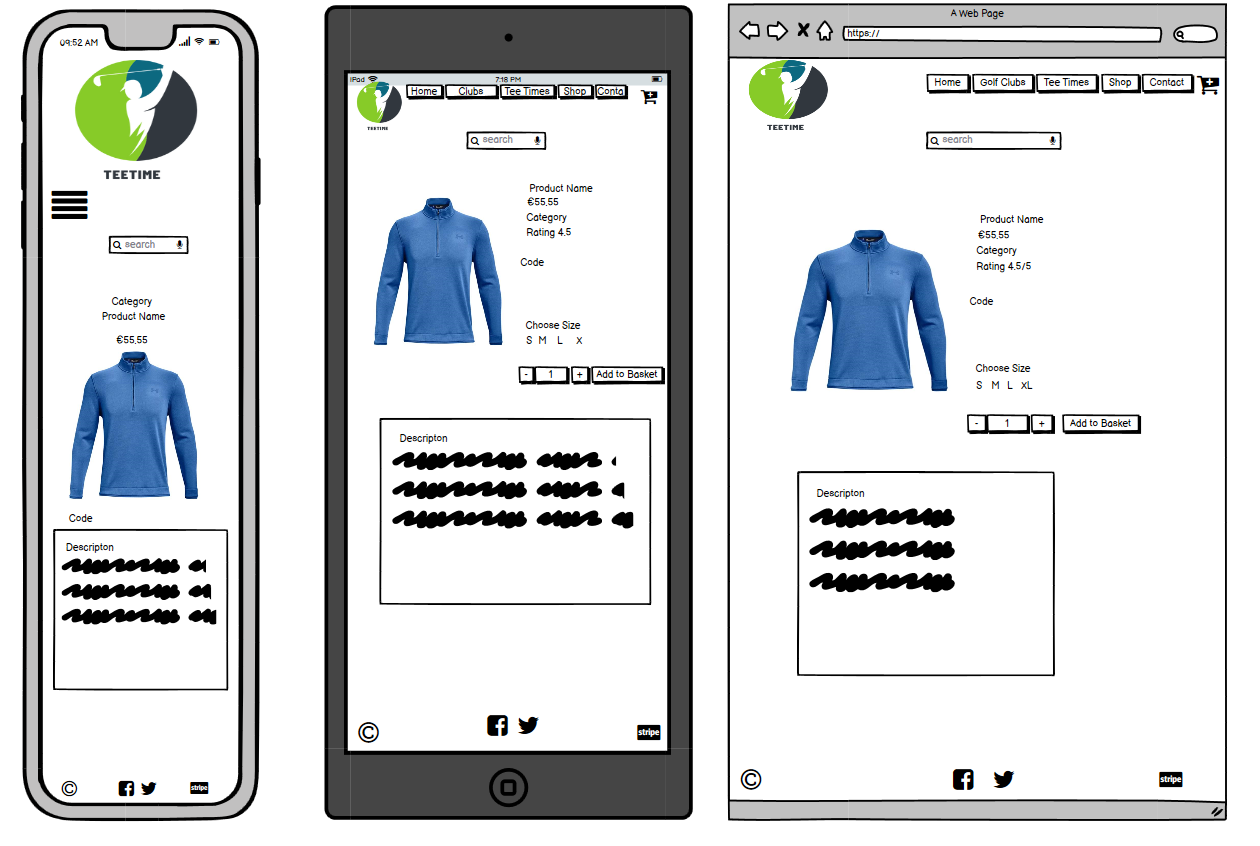 09:52 AM
TEETIME
search
Category
Product Name
€55,55
Code
Descripton
©
stripe
iPad
7:18 PM
Home
Clubs
Tee Times
Shop
Conta
TEETIME
search
Product Name
€55,55
Category
Rating 4.5
Code
Choose Size
S M L X
- 1 + Add to Basket
Descripton
©
stripe
A Web Page
https://
Home
Golf Clubs
Tee Times
Shop
Contact
TEETIME
search
Product Name
€55,55
Category
Rating 4.5/5
Code
Choose Size
S M L XL
- 1 + Add to Basket
Descripton
©
stripe